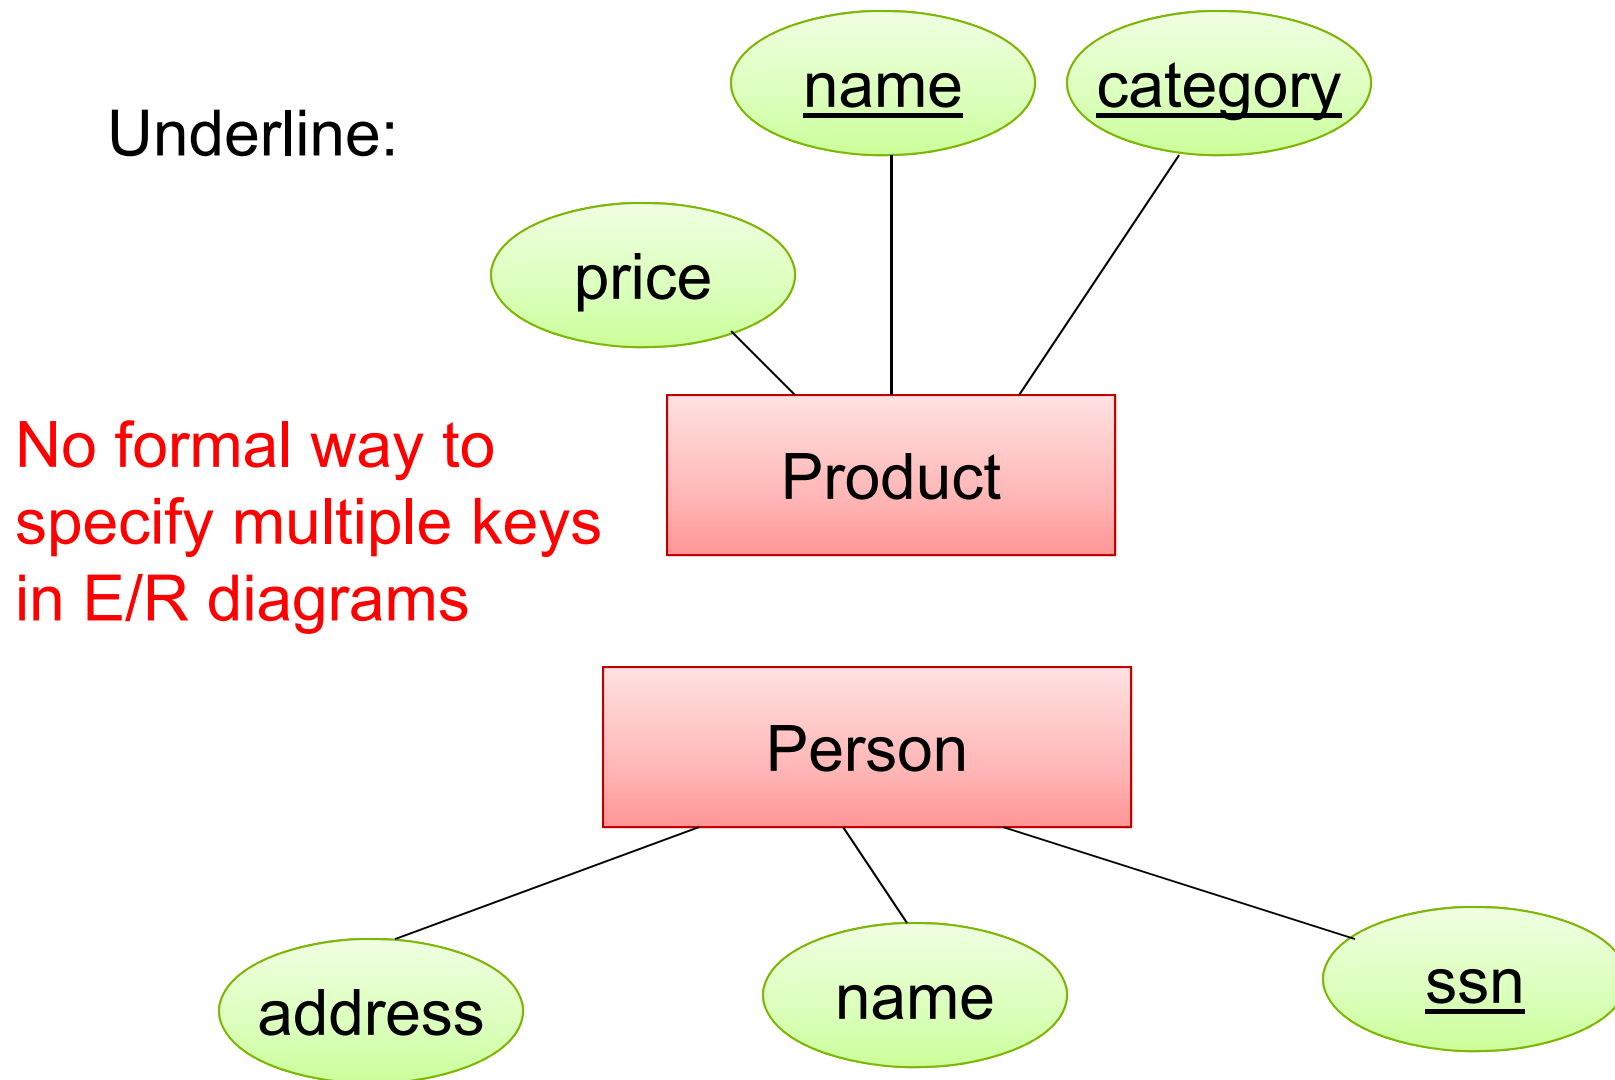 name
category
Underline:
price
No formal way to
specify multiple keys
in E/R diagrams
Product
Person
address
name
ssn